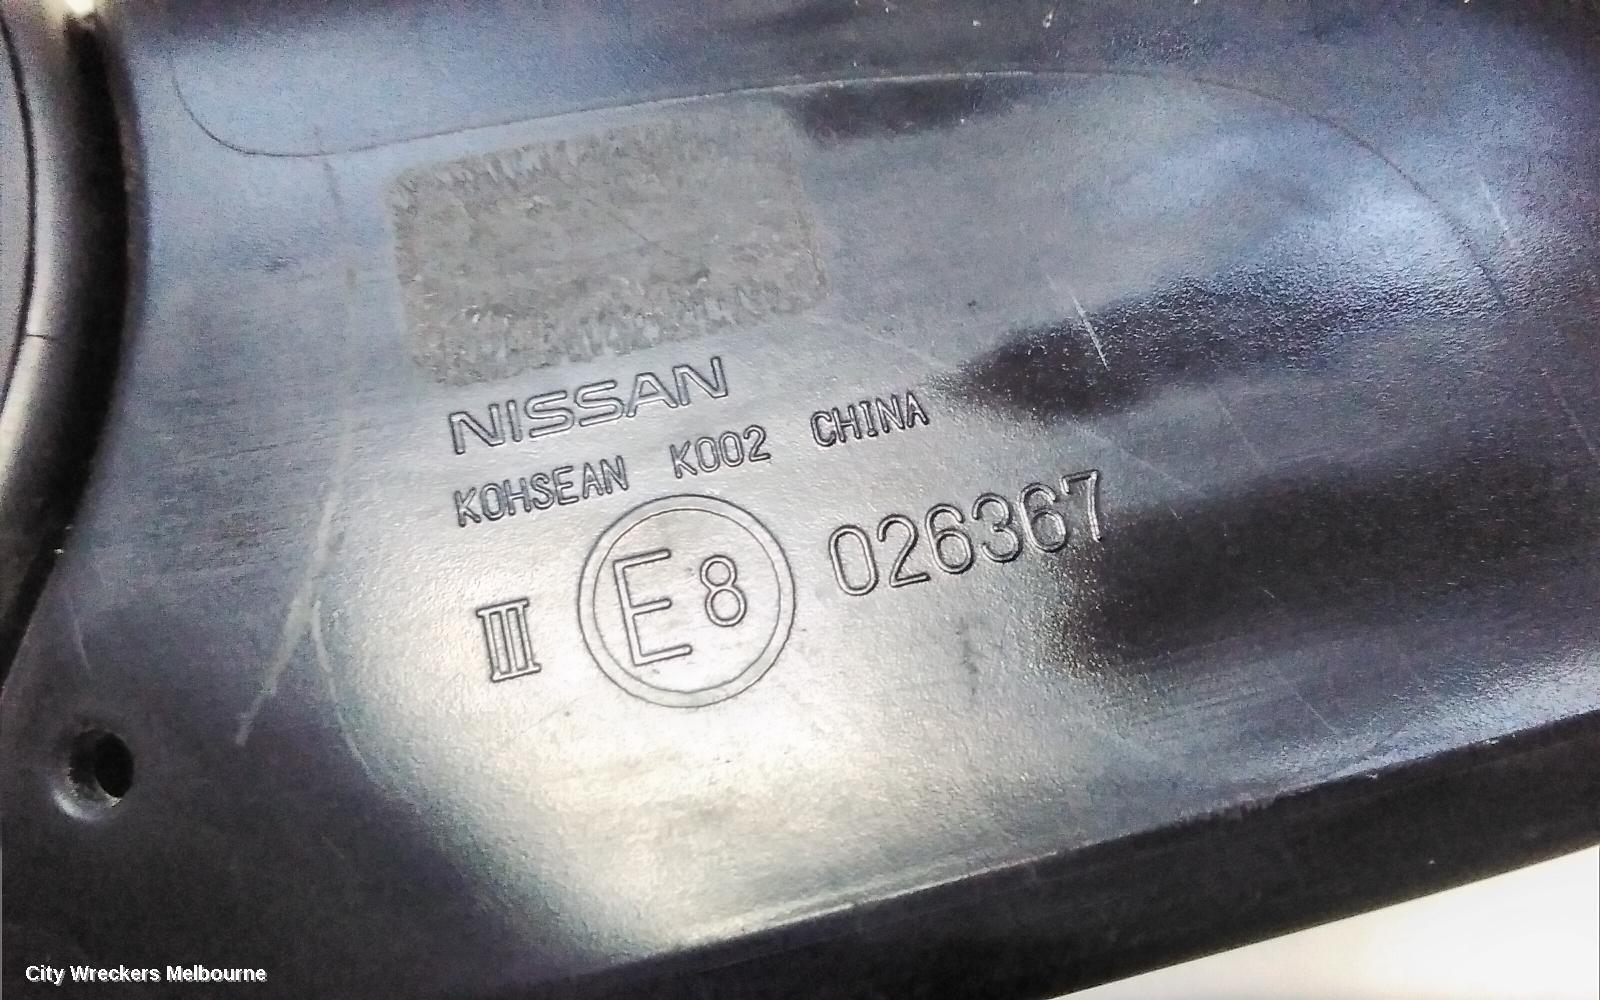 NISSAN
KOHSEAN K002 CHINA
III E8 026367
City Wreckers Melbourne